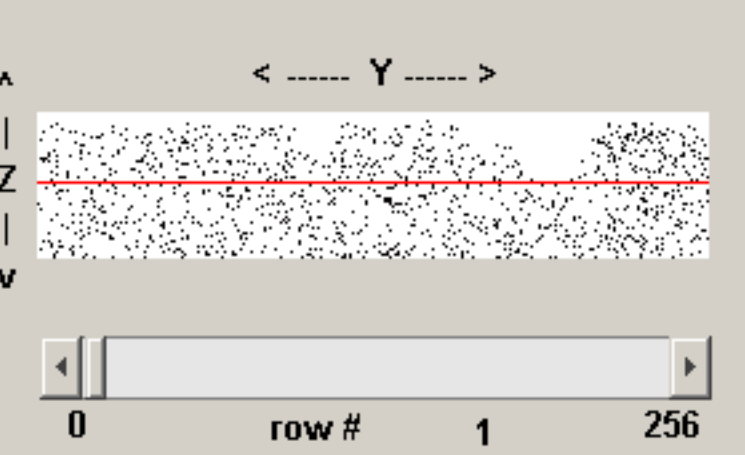 < ------ Y ------ >
^
|
Z
|
v
0 row # 1 256